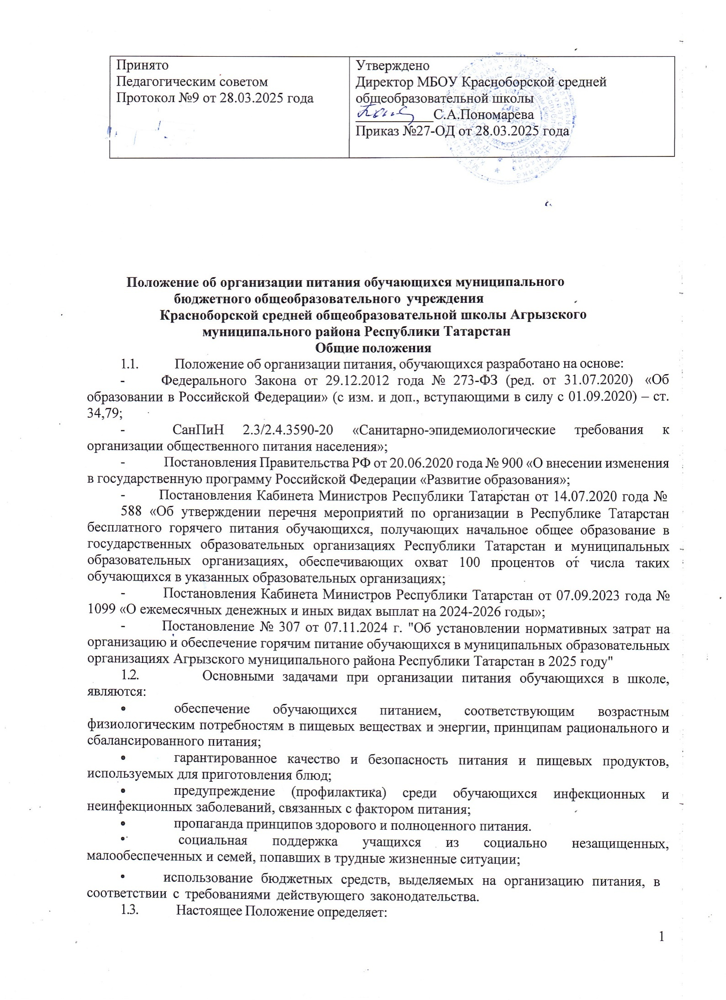 Принято
Педагогическим советом
Протокол №9 от 28.03.2025 года
Утверждено
Директор МБОУ Красноборской средней
общеобразовательной школы
____________С.А.Пономарева
Приказ №27-ОД от 28.03.2025 года
Положение об организации питания обучающихся муниципального
бюджетного общеобразовательного учреждения
Красноборской средней общеобразовательной школы Агрызского
муниципального района Республики Татарстан
Общие положения
1.1. Положение об организации питания, обучающихся разработано на основе:
- Федерального Закона от 29.12.2012 года № 273-ФЗ (ред. от 31.07.2020) «Об
образовании в Российской Федерации» (с изм. и доп., вступающими в силу с 01.09.2020) – ст.
34,79;
- СанПиН 2.3/2.4.3590-20 «Санитарно-эпидемиологические требования к
организации общественного питания населения»;
- Постановления Правительства РФ от 20.06.2020 года № 900 «О внесении изменения
в государственную программу Российской Федерации «Развитие образования»;
- Постановления Кабинета Министров Республики Татарстан от 14.07.2020 года №
588 «Об утверждении перечня мероприятий по организации в Республике Татарстан
бесплатного горячего питания обучающихся, получающих начальное общее образование в
государственных образовательных организациях Республики Татарстан и муниципальных
образовательных организациях, обеспечивающих охват 100 процентов от числа таких
обучающихся в указанных образовательных организациях;
- Постановления Кабинета Министров Республики Татарстан от 07.09.2023 года №
1099 «О ежемесячных денежных и иных видах выплат на 2024-2026 годы»;
- Постановление № 307 от 07.11.2024 г. "Об установлении нормативных затрат на
организацию и обеспечение горячим питание обучающихся в муниципальных образовательных
организациях Агрызского муниципального района Республики Татарстан в 2025 году"
1.2. Основными задачами при организации питания обучающихся в школе,
являются:
• обеспечение обучающихся питанием, соответствующим возрастным
физиологическим потребностям в пищевых веществах и энергии, принципам рационального и
сбалансированного питания;
• гарантированное качество и безопасность питания и пищевых продуктов,
используемых для приготовления блюд;
• предупреждение (профилактика) среди обучающихся инфекционных и
неинфекционных заболеваний, связанных с фактором питания;
• пропаганда принципов здорового и полноценного питания.
• социальная поддержка учащихся из социально незащищенных,
малообеспеченных и семей, попавших в трудные жизненные ситуации;
• использование бюджетных средств, выделяемых на организацию питания, в
соответствии с требованиями действующего законодательства.
1.3. Настоящее Положение определяет:
1